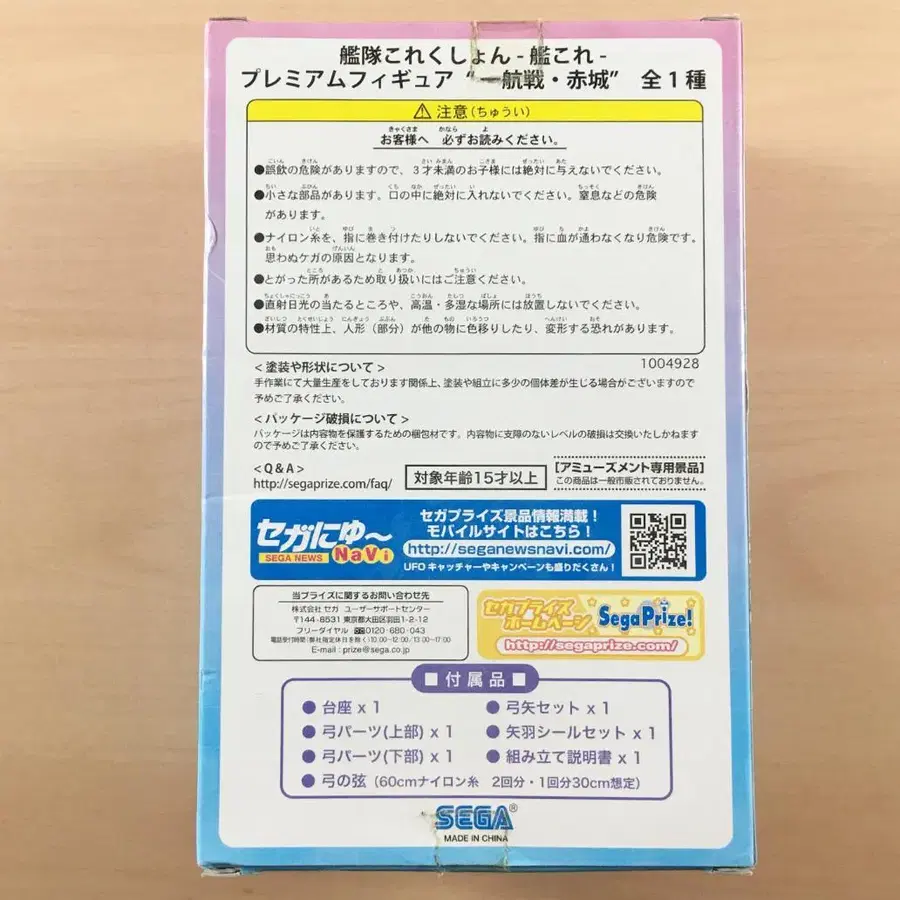 艦隊これくしょん - 艦これ -
プレミアムフィギュア“一航戦・赤城” 全1種
注意(ちゅうい)
お客様へ 必ずお読みください。
●誤飲の危険がありますので、3才未満のお子様には絶対に与えないでください。
●小さな部品があります。口の中に絶対に入れないでください。窒息などの危険
があります。
●ナイロン糸を、指に巻き付けたりしないでください。指に血が通わなくなり危険です。
思わぬケガの原因となります。
●とがった所があるため取り扱いにはご注意ください。
●直射日光の当たるところや、高温・多湿な場所には放置しないでください。
●材質の特性上、人形(部分)が他の物に色移りしたり、変形する恐れがあります。
1004928
<塗装や形状について>
手作業にて大量生産をしております関係上、塗装や組立に多少の個体差が生じる場合がございますので
予めご了承ください。
<パッケージ破損について>
パッケージは内容物を保護するための梱包材です。内容物に支障のないレベルの破損は交換いたしかねます
ので予めご了承ください。
<Q&A>
http://segaprize.com/faq/
対象年齢15才以上
【アミューズメント専用景品】
この商品は一般市販されておりません。
セガにゅ〜
SEGA NEWS NaVi
セガプライズ景品情報満載!
モバイルサイトはこちら!
http://seganewsnavi.com/
UFOキャッチャーやキャンペーンも盛りだくさん!
当プライズに関するお問い合わせ先
株式会社 セガ ユーザーサポートセンター
〒144-8531 東京都大田区羽田1-2-12
フリーダイヤル 0120-680-043
電話受付時間(弊社指定休日を除く)10:00-12:00/13:00-17:00
E-mail : prize@sega.co.jp
セガプライズ
ホームページ
SegaPrize!
http://segaprize.com/
■付属品■
●台座 x 1
●弓パーツ(上部) x 1
●弓パーツ(下部) x 1
●弓の弦(60cmナイロン糸 2回分・1回分30cm想定)
●弓矢セット x 1
●矢羽シールセット x 1
●組み立て説明書 x 1
SEGA®
MADE IN CHINA